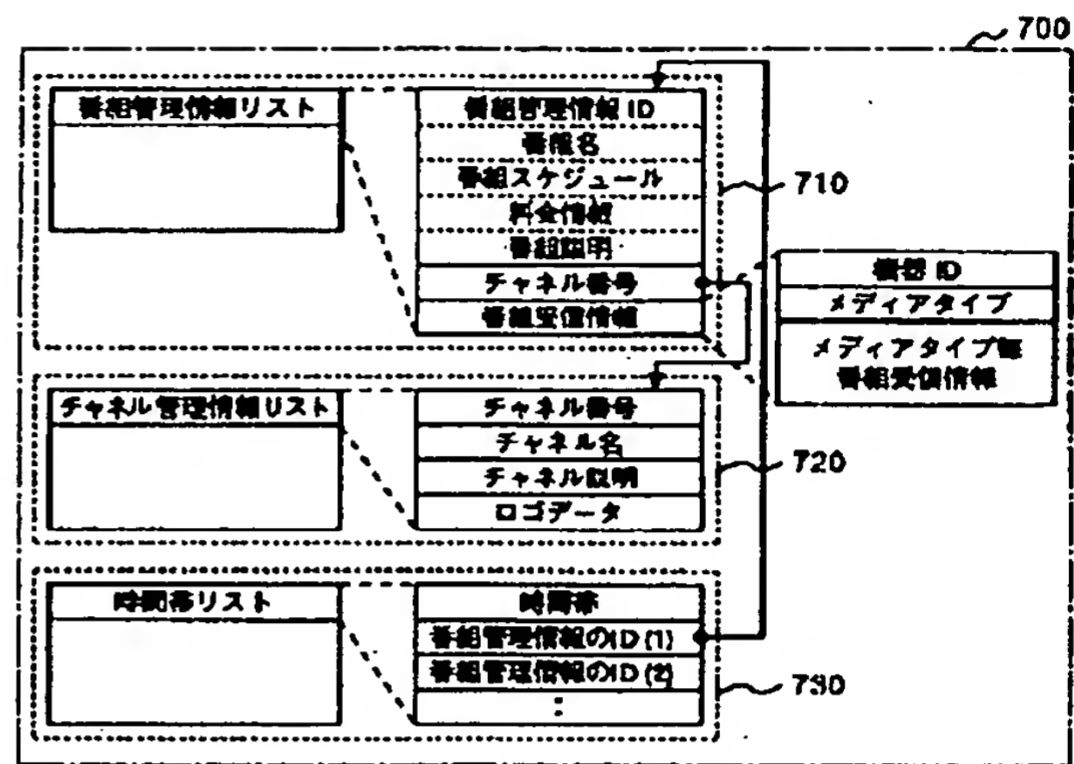 700
番組管理情報リスト
番組管理情報 ID
番組名
番組スケジュール
料金情報
番組説明
チャネル番号
番組受信情報
710
機器 ID
メディアタイプ
メディアタイプ毎
番組受信情報
チャネル管理情報リスト
チャネル番号
チャネル名
チャネル説明
ロゴデータ
720
時間帯リスト
時間帯
番組管理情報のID (1)
番組管理情報のID (2)
:
730